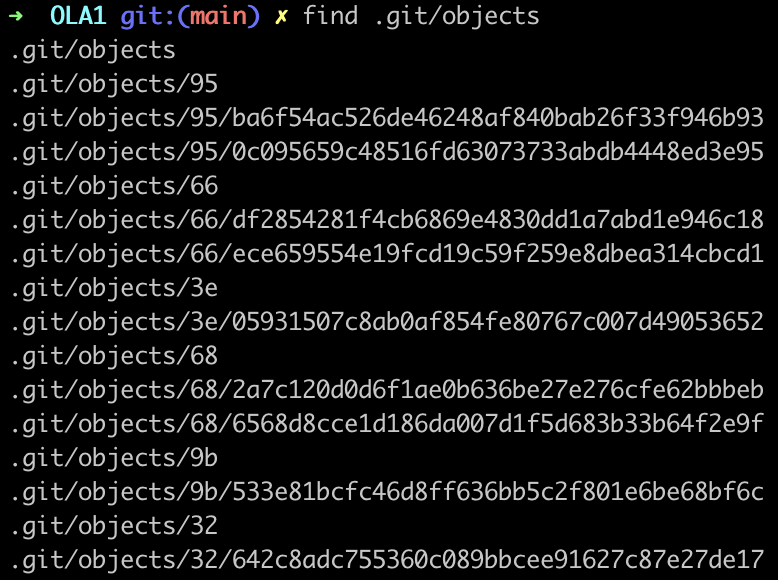 ➜  OLA1 git:(main) ✗ find .git/objects
.git/objects
.git/objects/95
.git/objects/95/ba6f54ac526de46248af840bab26f33f946b93
.git/objects/95/0c095659c48516fd63073733abdb4448ed3e95
.git/objects/66
.git/objects/66/df2854281f4cb6869e4830dd1a7abd1e946c18
.git/objects/66/ece659554e19fcd19c59f259e8dbea314cbcd1
.git/objects/3e
.git/objects/3e/05931507c8ab0af854fe80767c007d49053652
.git/objects/68
.git/objects/68/2a7c120d0d6f1ae0b636be27e276cfe62bbbeb
.git/objects/68/6568d8cce1d186da007d1f5d683b33b64f2e9f
.git/objects/9b
.git/objects/9b/533e81bcfc46d8ff636bb5c2f801e6be68bf6c
.git/objects/32
.git/objects/32/642c8adc755360c089bbcee91627c87e27de17